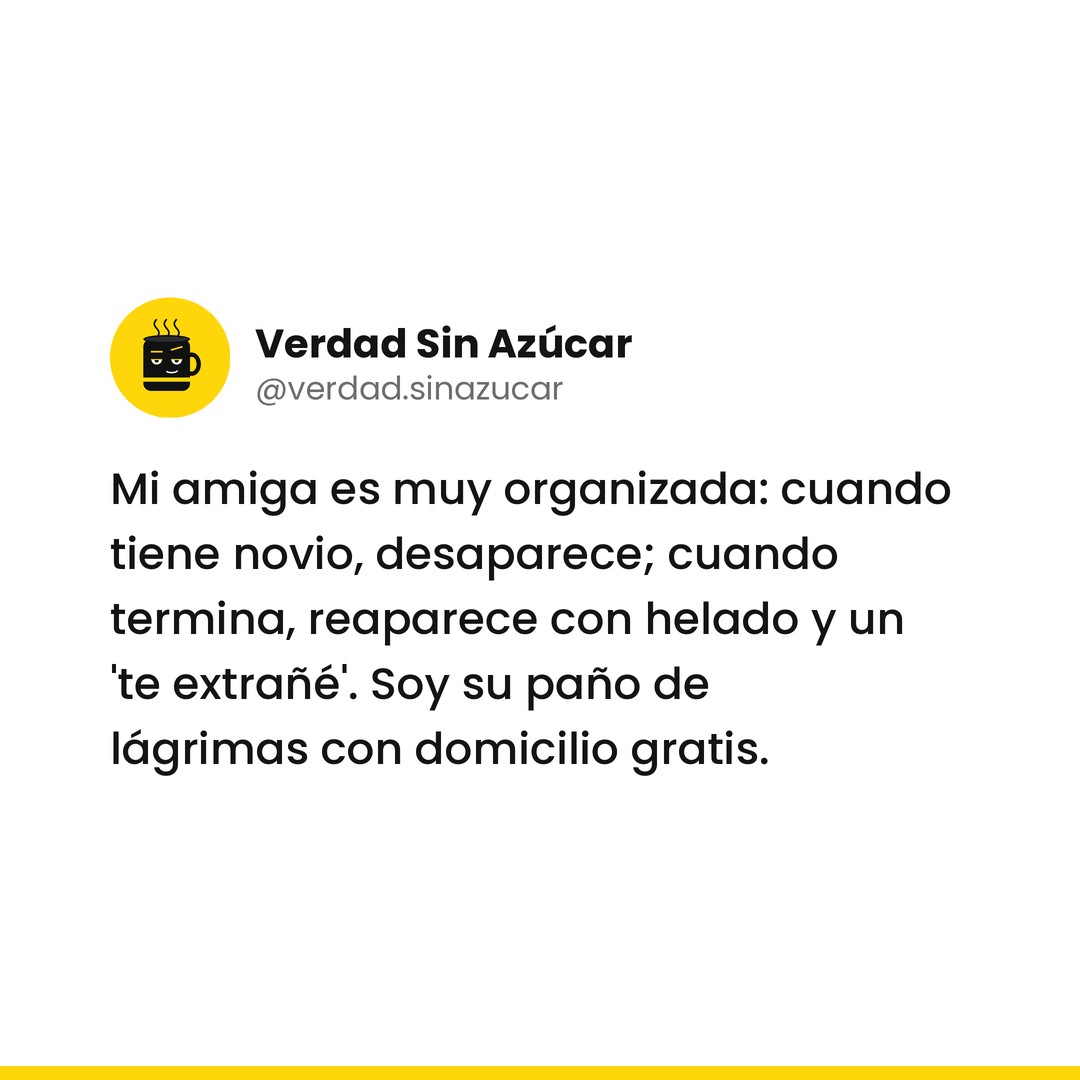 Verdad Sin Azúcar
@verdad.sinazucar
Mi amiga es muy organizada: cuando
tiene novio, desaparece; cuando
termina, reaparece con helado y un
'te extrañé'. Soy su paño de
lágrimas con domicilio gratis.